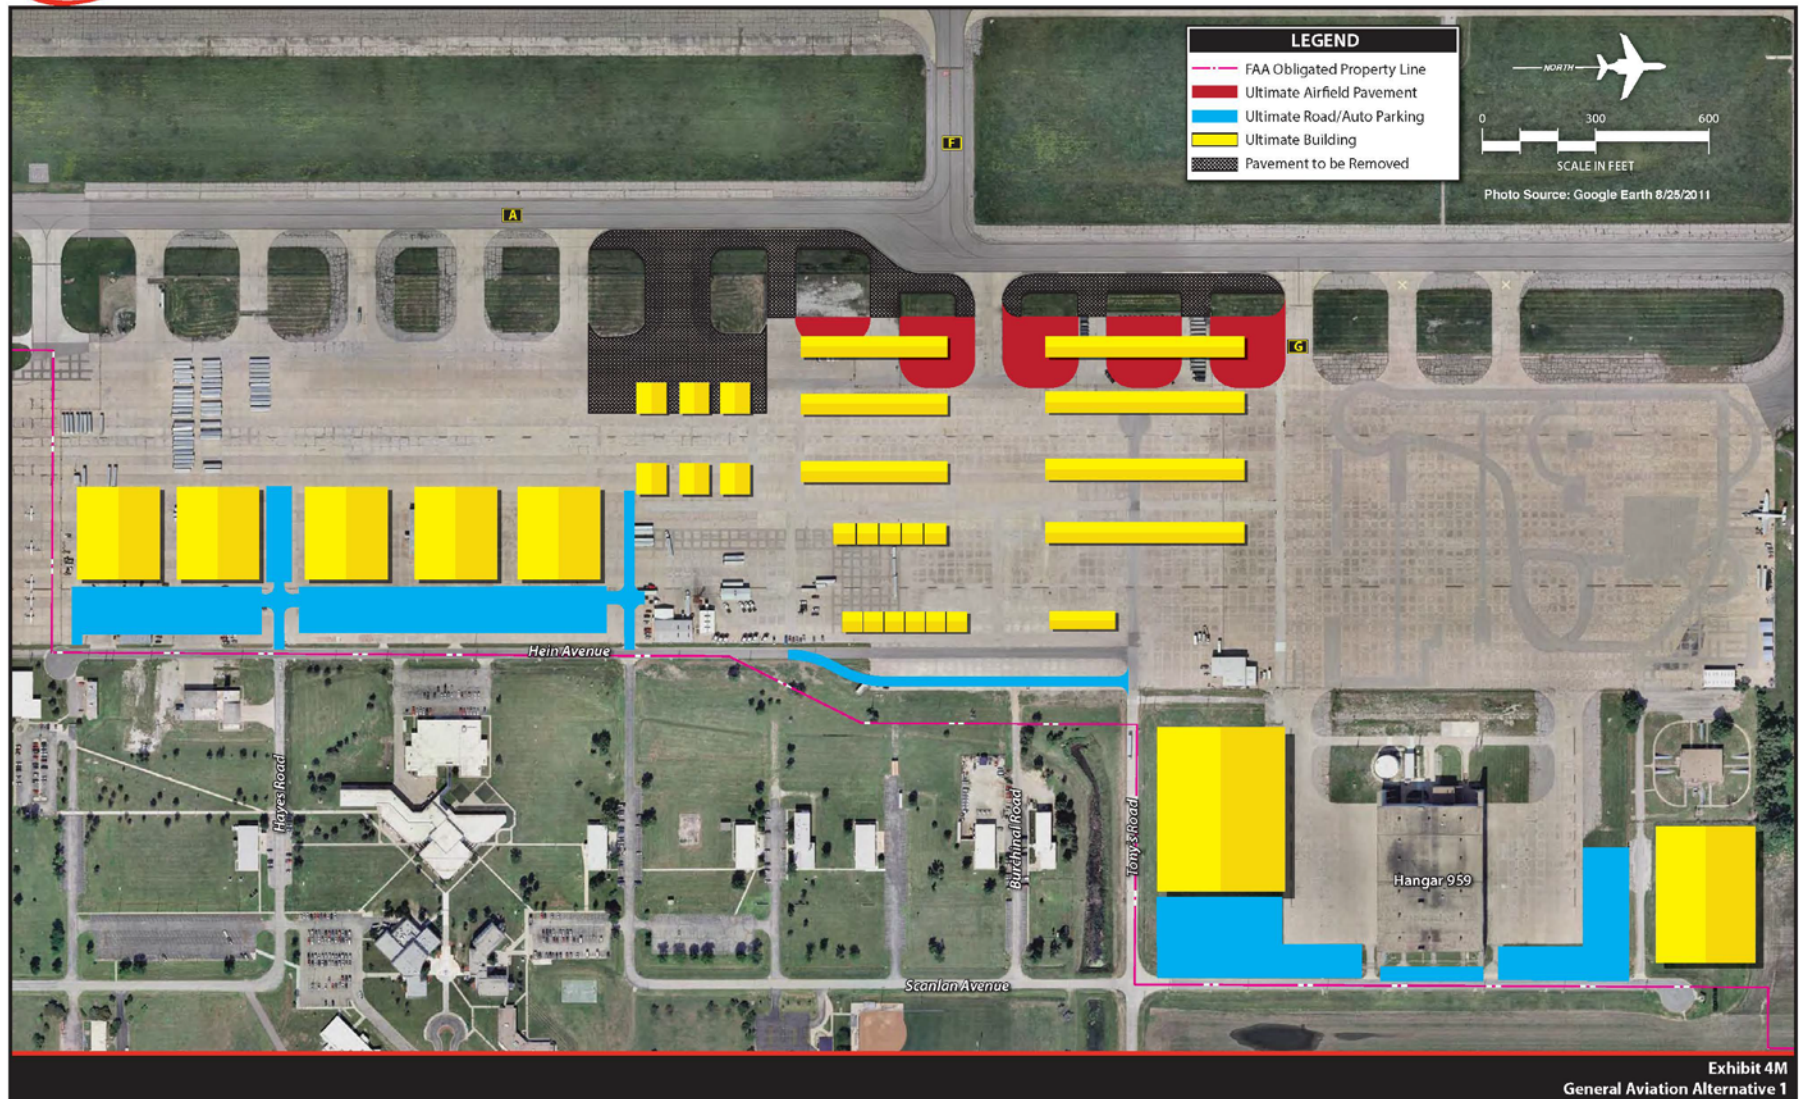 LEGEND
FAA Obligated Property Line
Ultimate Airfield Pavement
Ultimate Road/Auto Parking
Ultimate Building
Pavement to be Removed
NORTH
0 300 600
SCALE IN FEET
Photo Source: Google Earth 8/25/2011
F
A
G
Hein Avenue
Hayes Road
Burchinal Road
Tony's Road
Hangar 959
Scanlan Avenue
Exhibit 4M
General Aviation Alternative 1